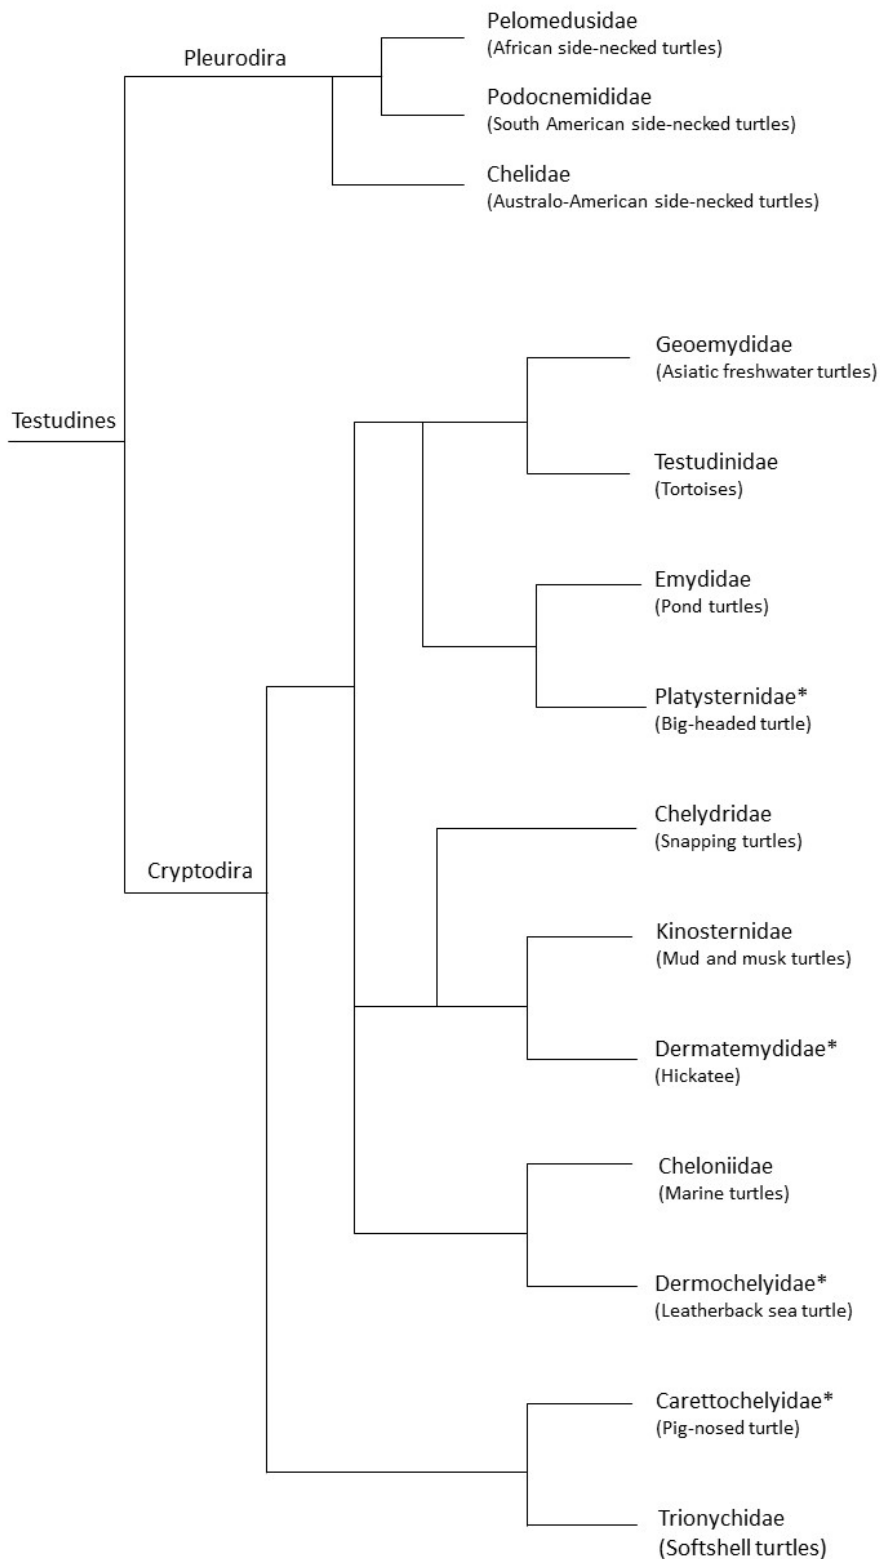 Pelomedusidae
(African side-necked turtles)
Pleurodira
Podocnemididae
(South American side-necked turtles)
Chelidae
(Australo-American side-necked turtles)
Geoemydidae
(Asiatic freshwater turtles)
Testudines
Testudinidae
(Tortoises)
Emydidae
(Pond turtles)
Platysternidae*
(Big-headed turtle)
Chelydridae
(Snapping turtles)
Cryptodira
Kinosternidae
(Mud and musk turtles)
Dermatemydidae*
(Hickatee)
Cheloniidae
(Marine turtles)
Dermochelyidae*
(Leatherback sea turtle)
Carettochelyidae*
(Pig-nosed turtle)
Trionychidae
(Softshell turtles)